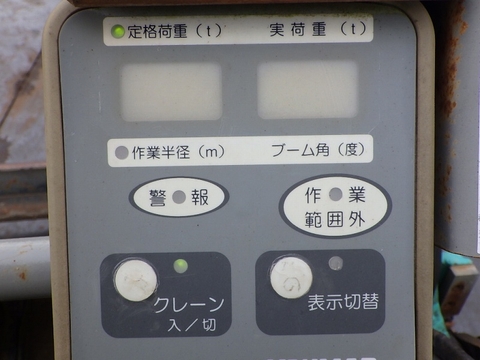 定格荷重(t) 実荷重(t)
作業半径(m) ブーム角(度)
警報
作業
範囲外
クレーン
入/切
表示切替